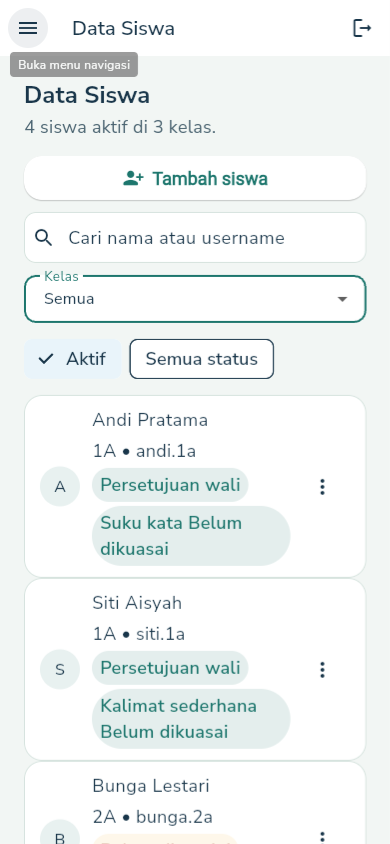 Data Siswa
Buka menu navigasi
Data Siswa
4 siswa aktif di 3 kelas.
Tambah siswa
Cari nama atau username
Kelas
Semua
Aktif
Semua status
Andi Pratama
1A • andi.1a
A
Persetujuan wali
Suku kata Belum
dikuasai
Siti Aisyah
1A • siti.1a
S
Persetujuan wali
Kalimat sederhana
Belum dikuasai
Bunga Lestari
2A • bunga.2a
B